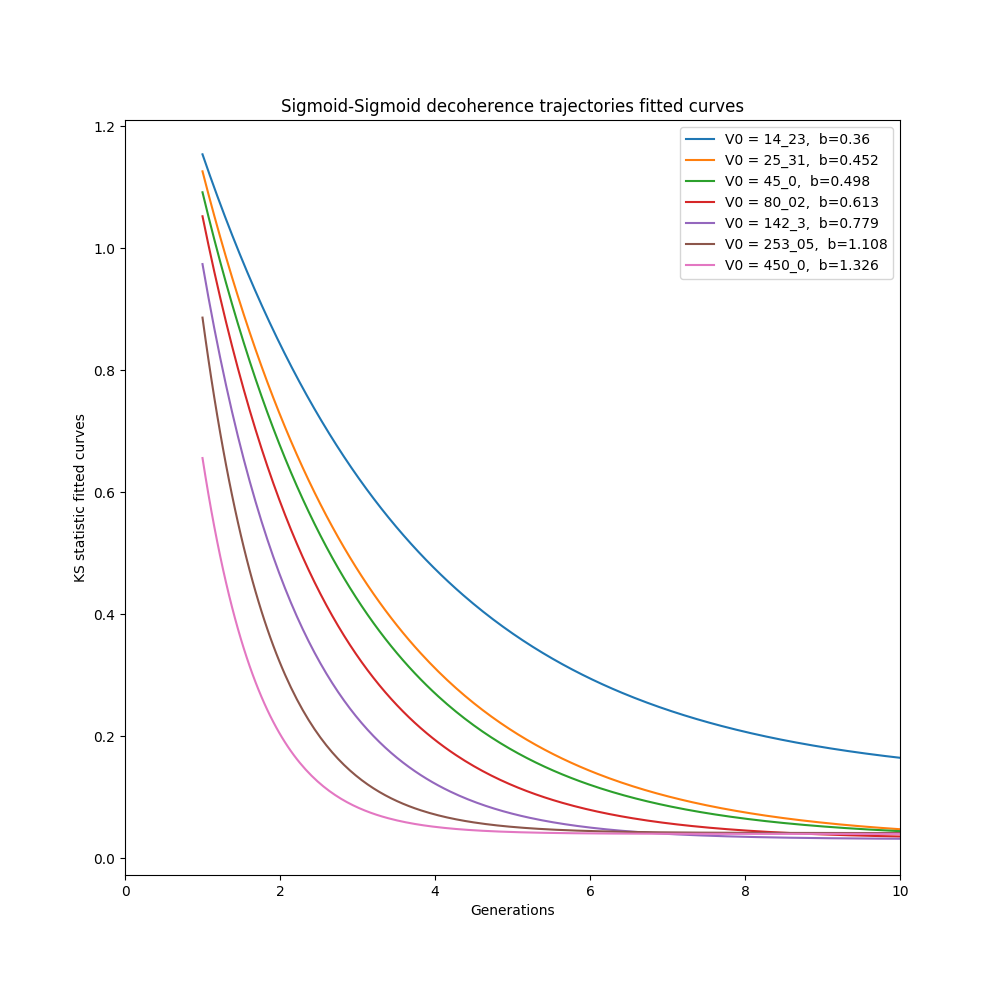 Sigmoid-Sigmoid decoherence trajectories fitted curves
V0 = 14_23,  b=0.36
V0 = 25_31,  b=0.452
V0 = 45_0,  b=0.498
V0 = 80_02,  b=0.613
V0 = 142_3,  b=0.779
V0 = 253_05,  b=1.108
V0 = 450_0,  b=1.326
KS statistic fitted curves
1.2
1.0
0.8
0.6
0.4
0.2
0.0
0 2 4 6 8 10
Generations